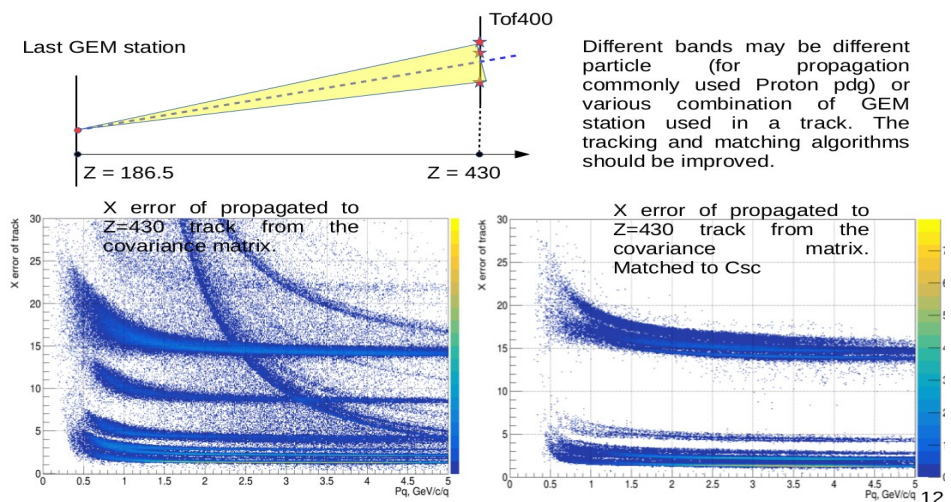 Tof400
Last GEM station
Z = 186.5
Z = 430
Different bands may be different
particle (for propagation
commonly used Proton pdg) or
various combination of GEM
station used in a track. The
tracking and matching algorithms
should be improved.
X error of propagated to
Z=430 track from the
covariance matrix.
X error of track
30
25
20
15
10
5
0
0 0.5 1 1.5 2 2.5 3 3.5 4 4.5 5
Pq, GeV/c/q
X error of propagated to
Z=430 track from the
covariance matrix.
Matched to Csc
X error of track
30
25
20
15
10
5
0
0 0.5 1 1.5 2 2.5 3 3.5 4 4.5 5
Pq, GeV/c/q
12